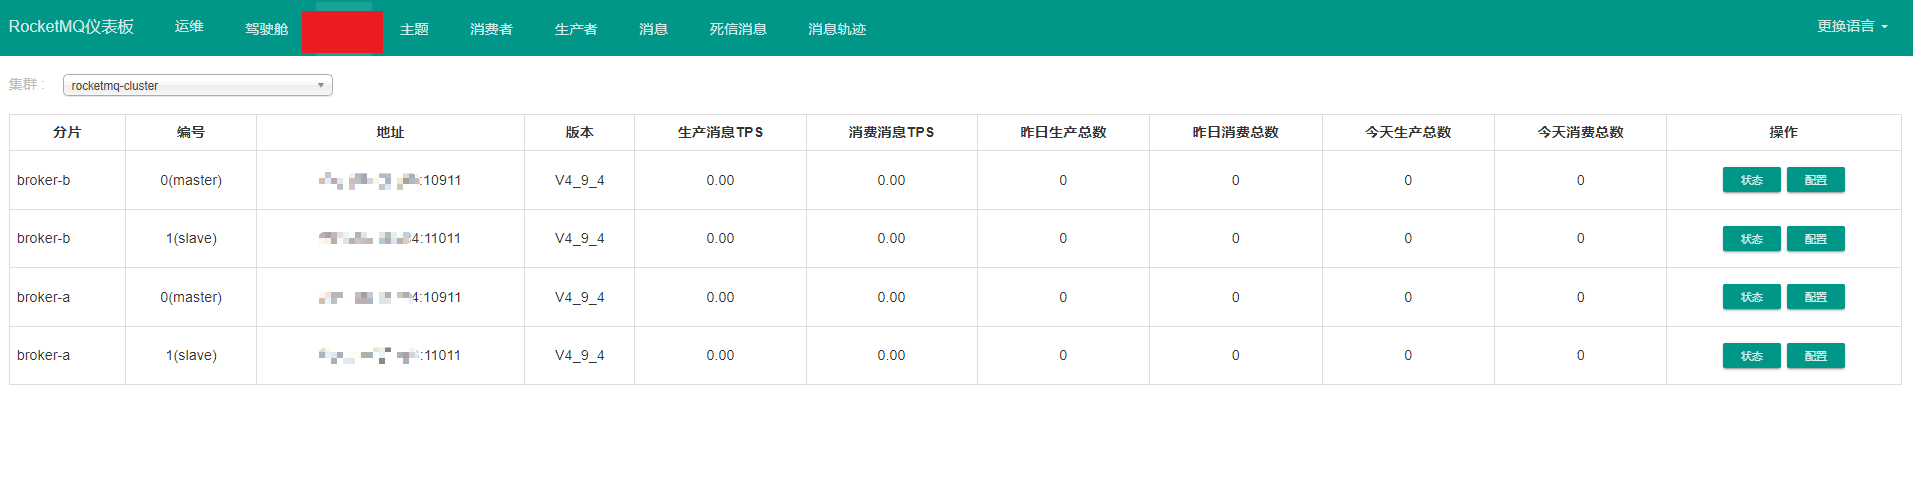 RocketMQ仪表板 运维 驾驶舱 主题 消费者 生产者 消息 死信消息 消息轨迹 更换语言
集群： rocketmq-cluster
分片 编号 地址 版本 生产消息TPS 消费消息TPS 昨日生产总数 昨日消费总数 今天生产总数 今天消费总数 操作
broker-b 0(master) :10911 V4_9_4 0.00 0.00 0 0 0 0 状态 配置
broker-b 1(slave) 4:11011 V4_9_4 0.00 0.00 0 0 0 0 状态 配置
broker-a 0(master) 4:10911 V4_9_4 0.00 0.00 0 0 0 0 状态 配置
broker-a 1(slave) :11011 V4_9_4 0.00 0.00 0 0 0 0 状态 配置